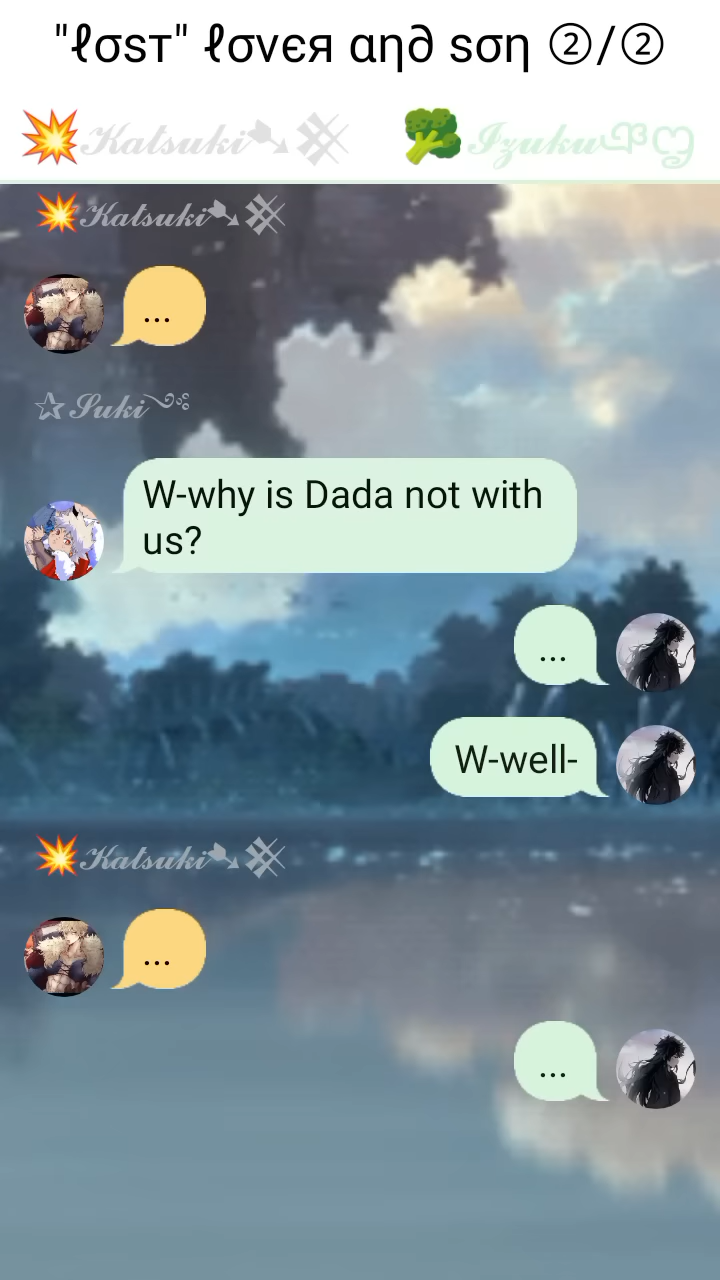 "ℓσѕт" ℓσνєя αη∂ ѕση ②/②
💥𝓚𝓪𝓽𝓼𝓾𝓴𝓲 🥦𝓘𝔃𝓾𝓴𝓾
💥𝓚𝓪𝓽𝓼𝓾𝓴𝓲
...
☆𝓢𝓾𝓴𝓲
W-why is Dada not with
us?
...
W-well-
💥𝓚𝓪𝓽𝓼𝓾𝓴𝓲
...
...